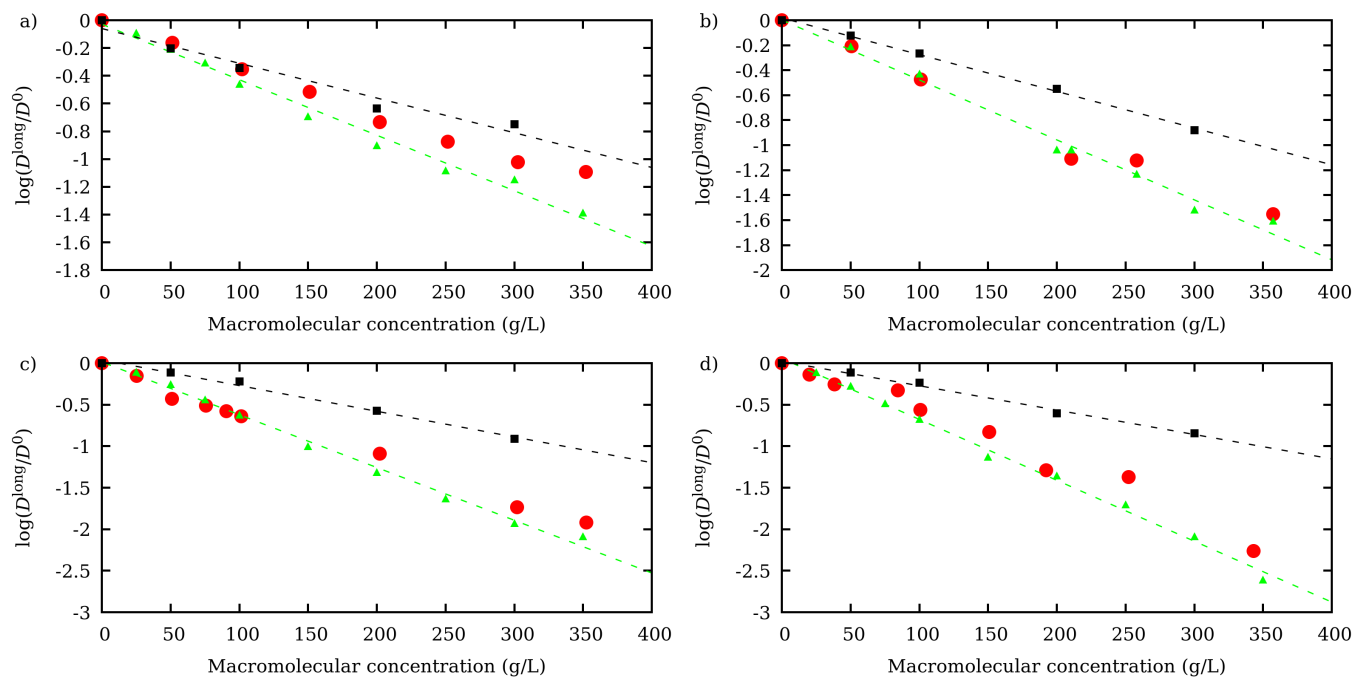 a)
0
-0.2
-0.4
-0.6
-0.8
-1
-1.2
-1.4
-1.6
-1.8
log(D^long/D^0)
0 50 100 150 200 250 300 350 400
Macromolecular concentration (g/L)
b)
0
-0.2
-0.4
-0.6
-0.8
-1
-1.2
-1.4
-1.6
-1.8
-2
log(D^long/D^0)
0 50 100 150 200 250 300 350 400
Macromolecular concentration (g/L)
c)
0
-0.5
-1
-1.5
-2
-2.5
-3
log(D^long/D^0)
0 50 100 150 200 250 300 350 400
Macromolecular concentration (g/L)
d)
0
-0.5
-1
-1.5
-2
-2.5
-3
log(D^long/D^0)
0 50 100 150 200 250 300 350 400
Macromolecular concentration (g/L)